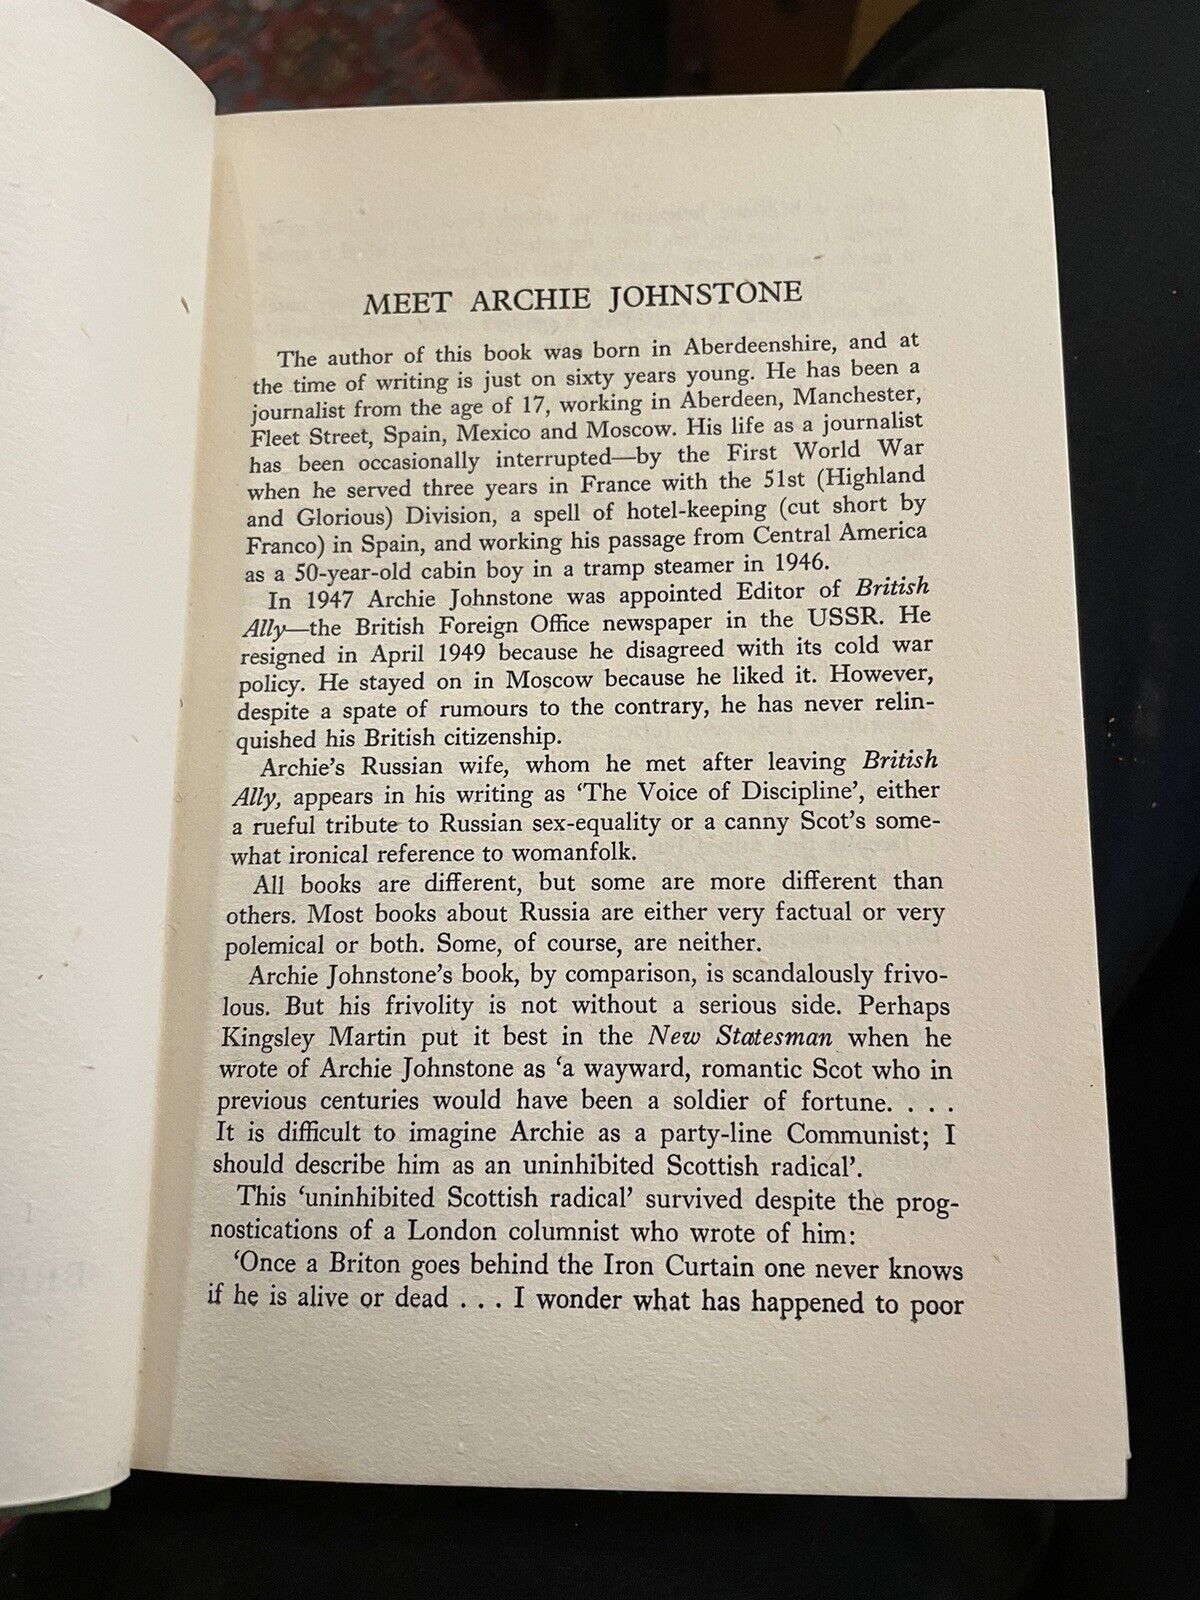 MEET ARCHIE JOHNSTONE
The author of this book was born in Aberdeenshire, and at
the time of writing is just on sixty years young. He has been a
journalist from the age of 17, working in Aberdeen, Manchester,
Fleet Street, Spain, Mexico and Moscow. His life as a journalist
has been occasionally interrupted—by the First World War
when he served three years in France with the 51st (Highland
and Glorious) Division, a spell of hotel-keeping (cut short by
Franco) in Spain, and working his passage from Central America
as a 50-year-old cabin boy in a tramp steamer in 1946.
In 1947 Archie Johnstone was appointed Editor of British
Ally—the British Foreign Office newspaper in the USSR. He
resigned in April 1949 because he disagreed with its cold war
policy. He stayed on in Moscow because he liked it. However,
despite a spate of rumours to the contrary, he has never relin-
quished his British citizenship.
Archie's Russian wife, whom he met after leaving British
Ally, appears in his writing as 'The Voice of Discipline', either
a rueful tribute to Russian sex-equality or a canny Scot's some-
what ironical reference to womanfolk.
All books are different, but some are more different than
others. Most books about Russia are either very factual or very
polemical or both. Some, of course, are neither.
Archie Johnstone's book, by comparison, is scandalously frivo-
lous. But his frivolity is not without a serious side. Perhaps
Kingsley Martin put it best in the New Statesman when he
wrote of Archie Johnstone as 'a wayward, romantic Scot who in
previous centuries would have been a soldier of fortune. . . .
It is difficult to imagine Archie as a party-line Communist; I
should describe him as an uninhibited Scottish radical'.
This 'uninhibited Scottish radical' survived despite the prog-
nostications of a London columnist who wrote of him:
'Once a Briton goes behind the Iron Curtain one never knows
if he is alive or dead . . . I wonder what has happened to poor